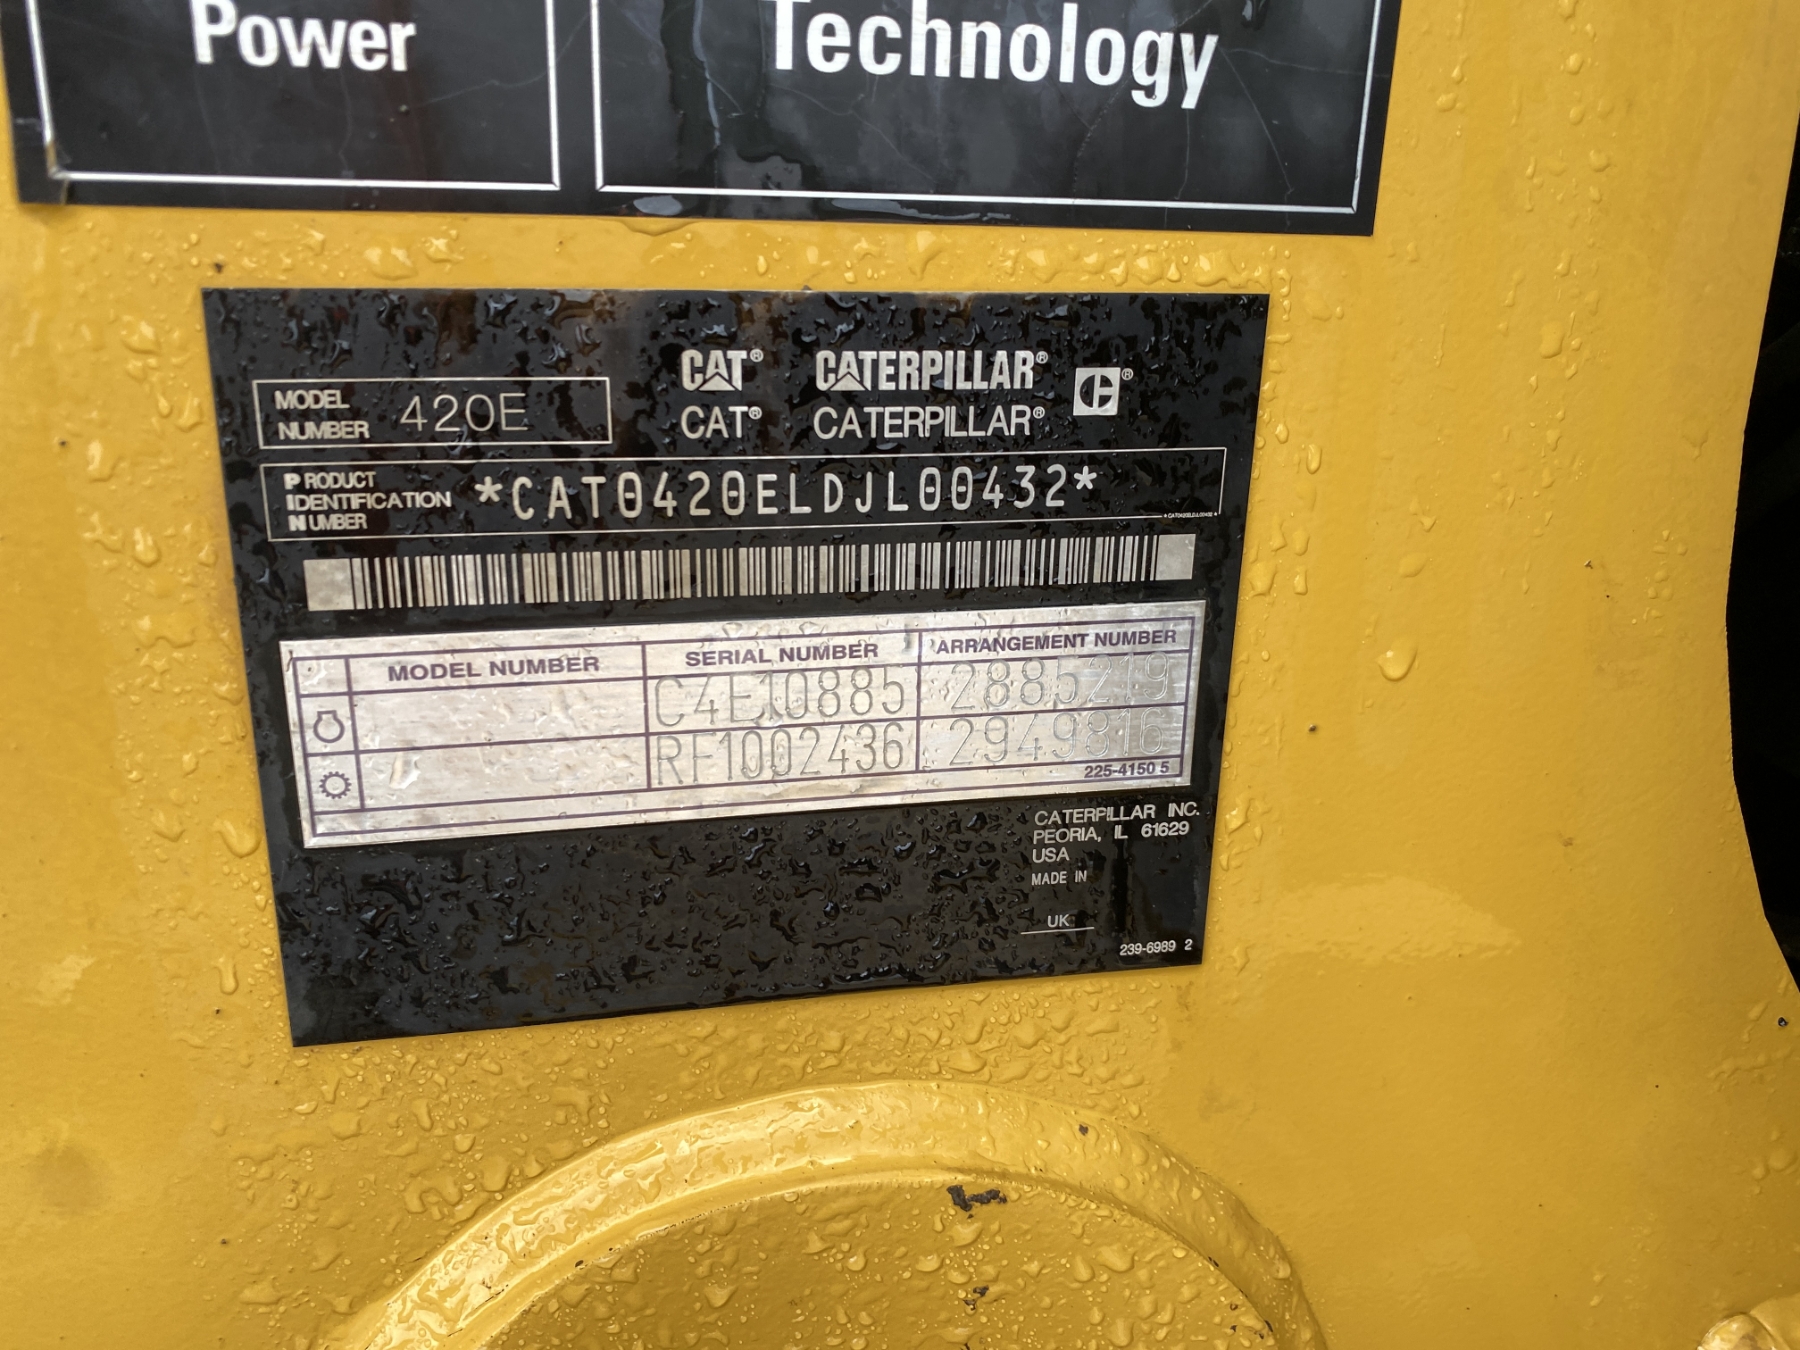 Power
Technology
CAT® CATERPILLAR®
CAT® CATERPILLAR®
MODEL
NUMBER 420E
PRODUCT
IDENTIFICATION
NUMBER
*CAT0420ELDJL00432*
*CAT0420ELDJL00432*
MODEL NUMBER SERIAL NUMBER ARRANGEMENT NUMBER
C4E10885 2885219
RF1002436 2949816
225-4150 5
CATERPILLAR INC.
PEORIA, IL 61629
USA
MADE IN
UK
239-6989 2